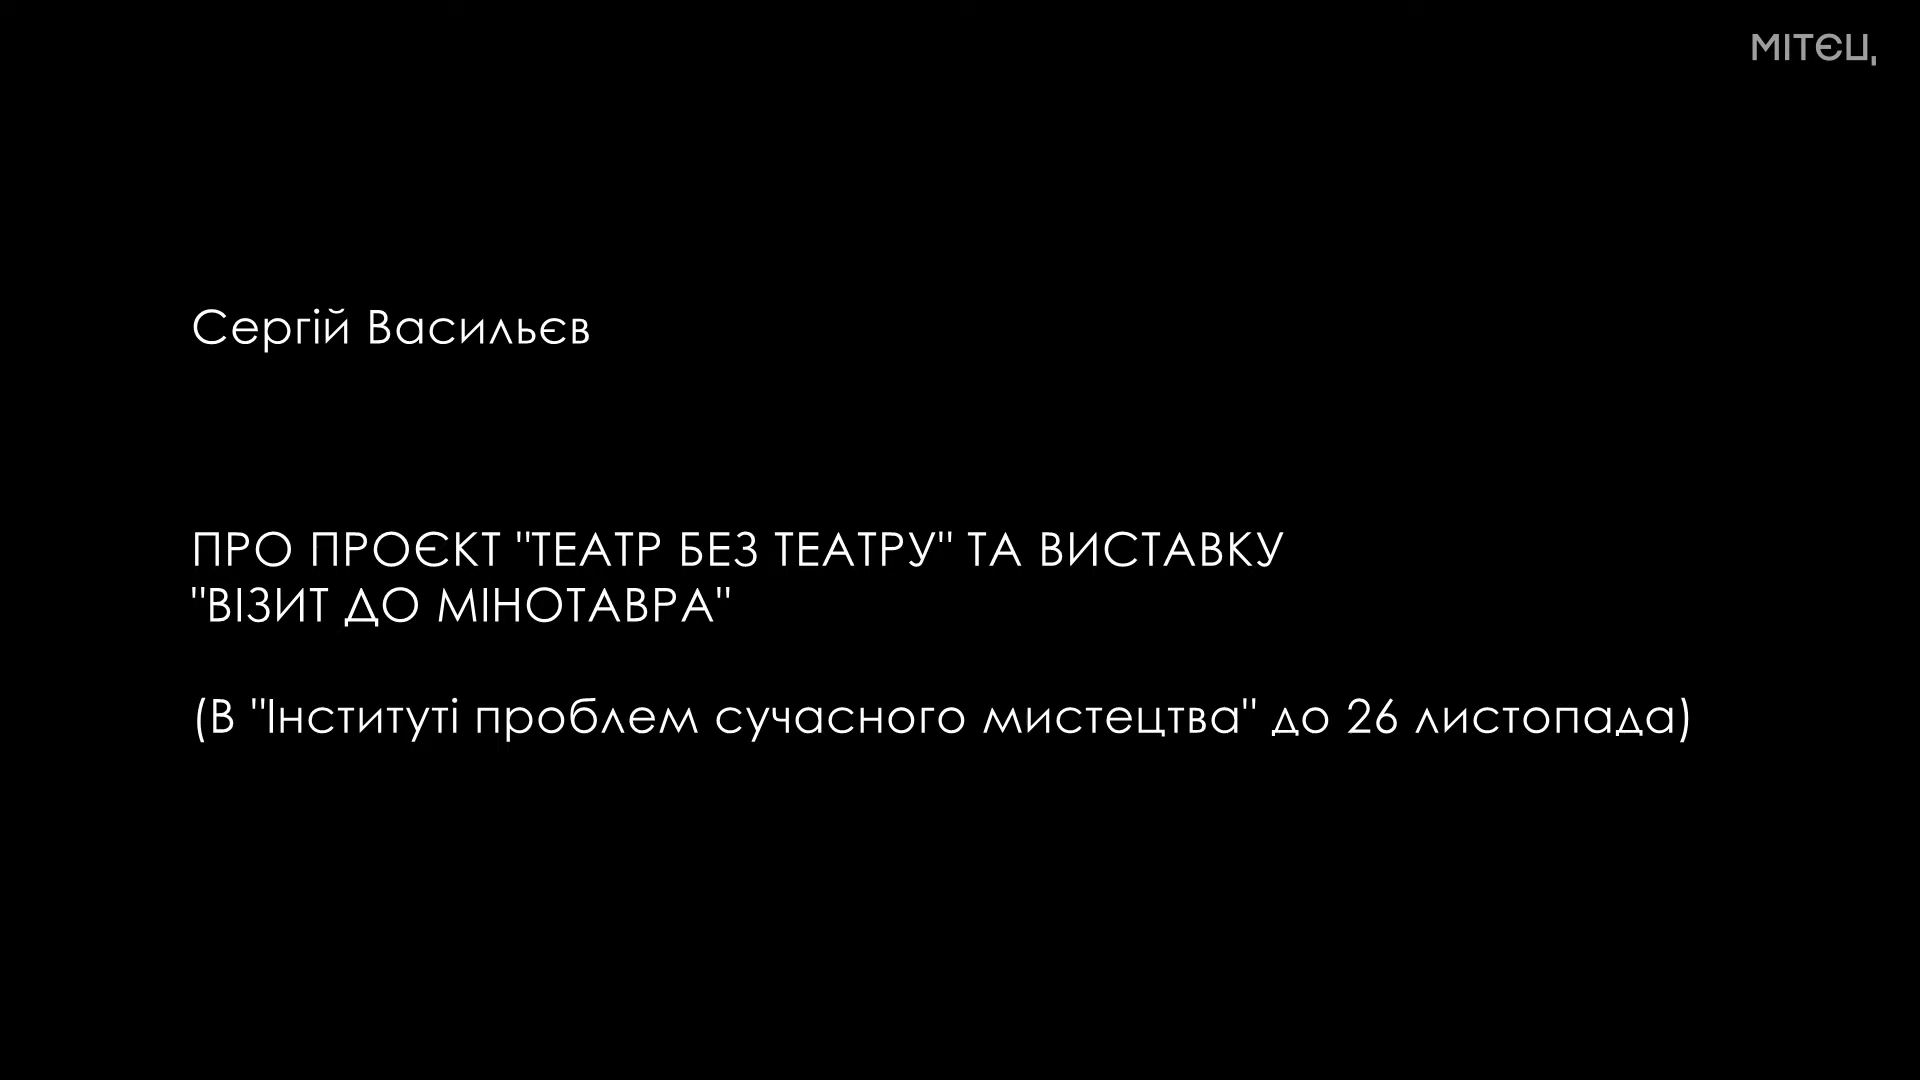 МІТЄЦ
Сергій Васильєв
ПРО ПРОЄКТ "ТЕАТР БЕЗ ТЕАТРУ" ТА ВИСТАВКУ
"ВІЗИТ ДО МІНОТАВРА"
(В "Інституті проблем сучасного мистецтва" до 26 листопада)